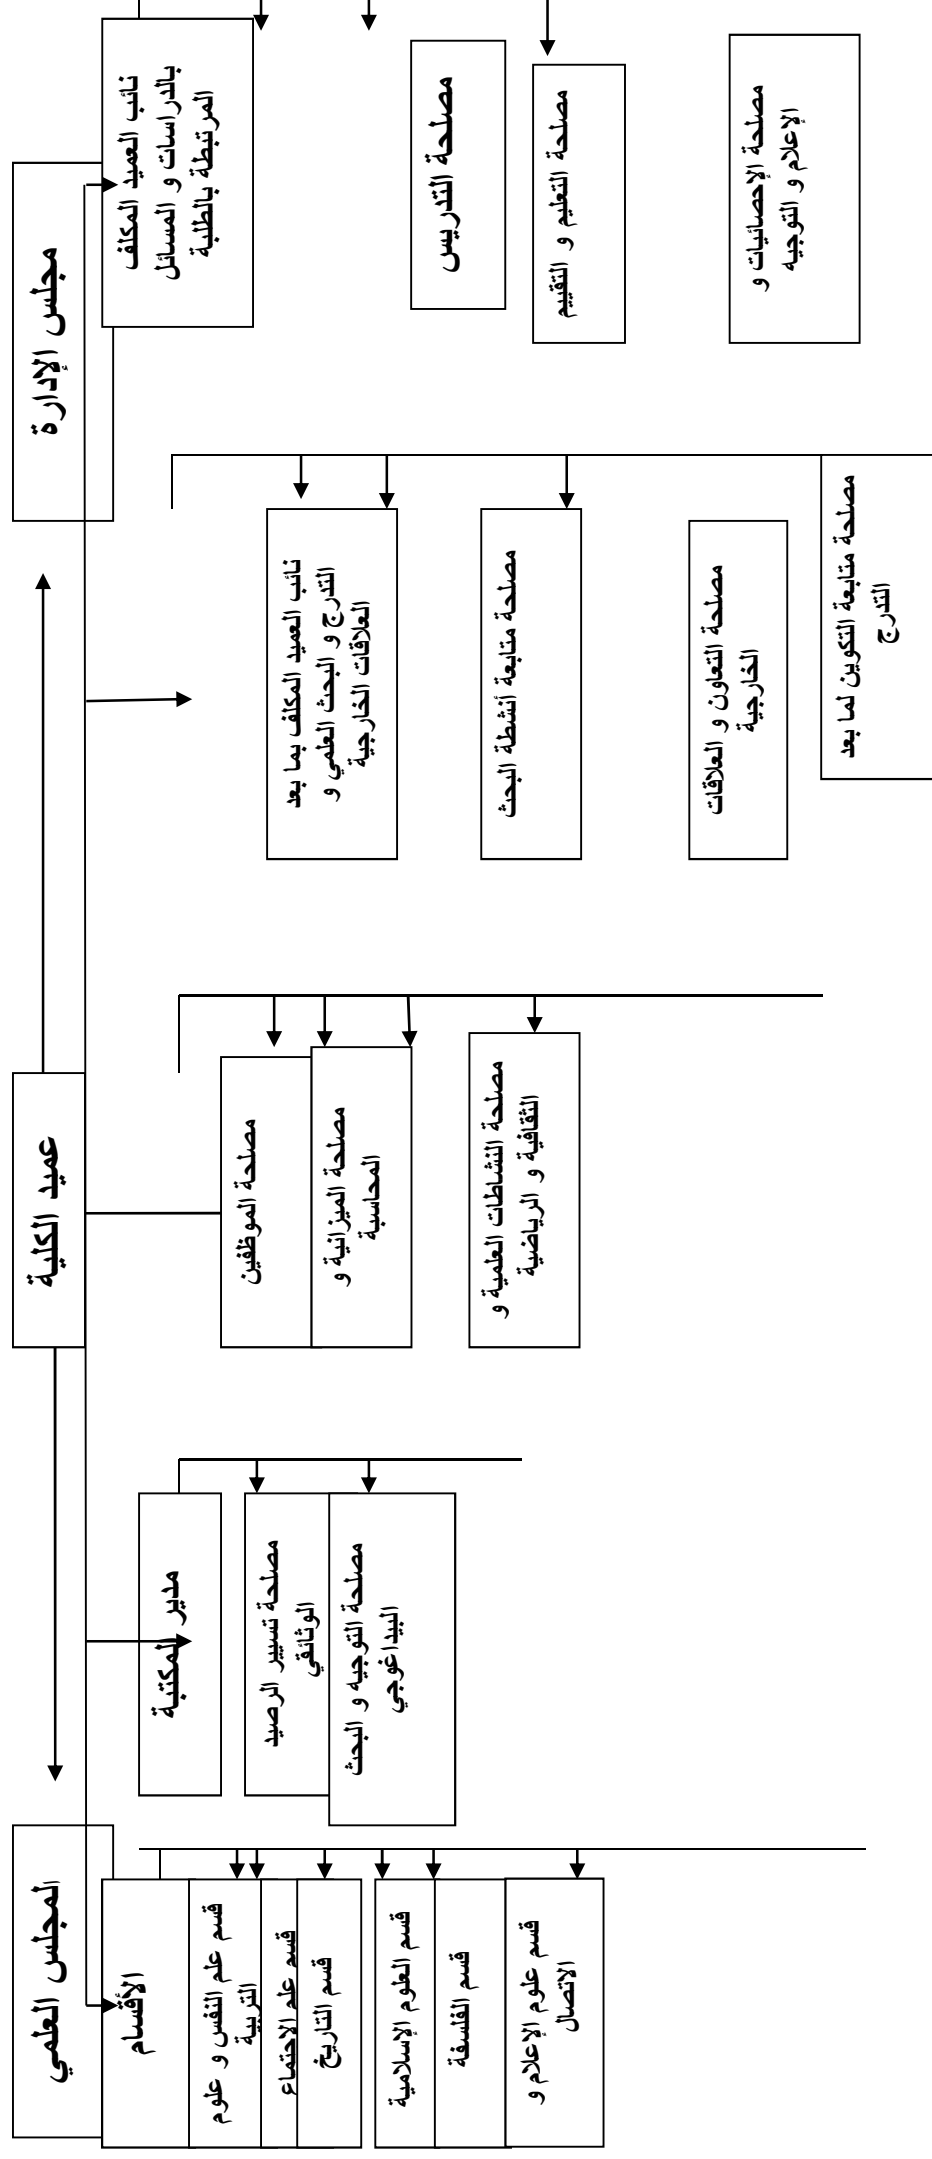 مجلس الإدارة
عميد الكلية
المجلس العلمي
نائب العميد المكلف
بالدراسات و المسائل
المرتبطة بالطلبة
مصلحة التدريس
مصلحة التعليم و التقييم
مصلحة الإحصائيات و
الإعلام و التوجيه
نائب العميد المكلف بما بعد
التدرج و البحث العلمي و
العلاقات الخارجية
مصلحة متابعة أنشطة البحث
مصلحة التعاون و العلاقات
الخارجية
مصلحة متابعة التكوين لما بعد
التدرج
مصلحة الموظفين
مصلحة الميزانية و
المحاسبة
مصلحة النشاطات العلمية و
الثقافية و الرياضية
مدير المكتبة
مصلحة تسيير الرصيد
الوثائقي
مصلحة التوجيه و البحث
البيداغوجي
الأقسام
قسم علم النفس و علوم
التربية
قسم علم الاجتماع
قسم التاريخ
قسم العلوم الإسلامية
قسم الفلسفة
قسم علوم الإعلام و
الاتصال